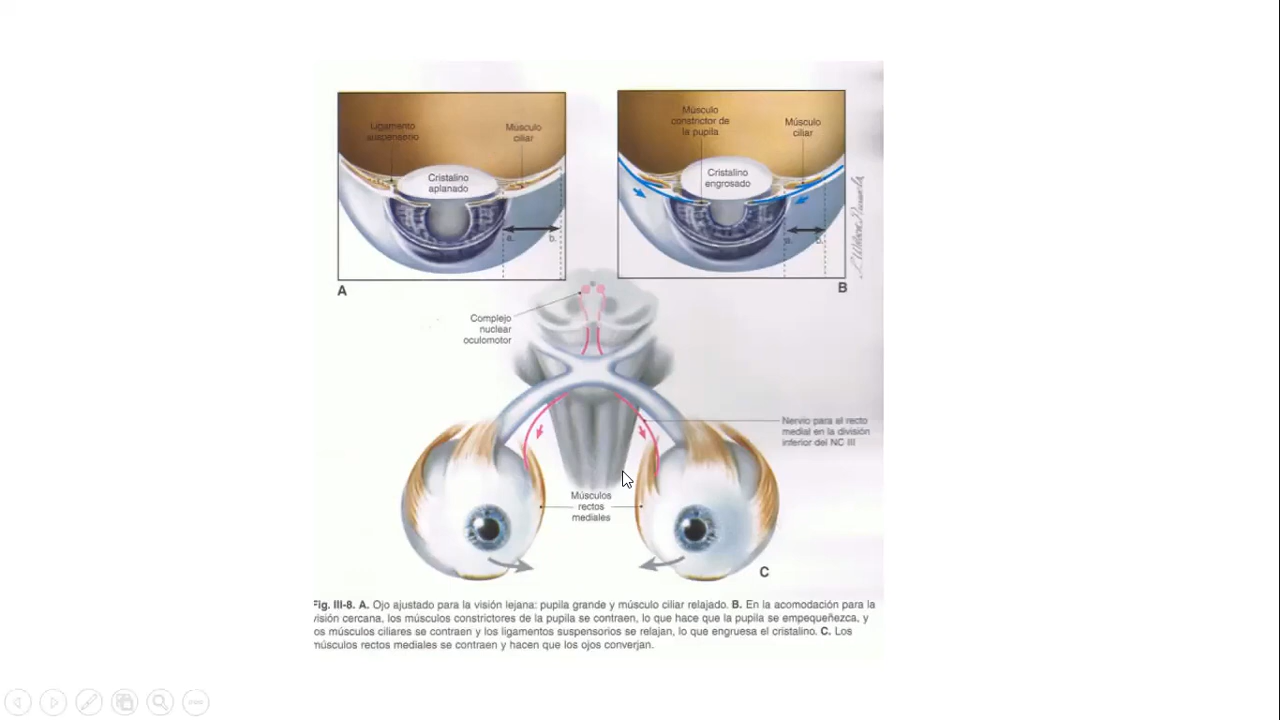 Ligamento
suspensorio
Músculo
ciliar
Cristalino
aplanado
a.
b.
A
Músculo
constrictor de
la pupila
Músculo
ciliar
Cristalino
engrosado
a.
b.
B
Complejo
nuclear
oculomotor
Nervio para el recto
medial en la división
inferior del NC III
Músculos
rectos
mediales
C
Fig. III-8. A. Ojo ajustado para la visión lejana: pupila grande y músculo ciliar relajado. B. En la acomodación para la
visión cercana, los músculos constrictores de la pupila se contraen, lo que hace que la pupila se empequeñezca, y
os músculos ciliares se contraen y los ligamentos suspensorios se relajan, lo que engruesa el cristalino. C. Los
músculos rectos mediales se contraen y hacen que los ojos converjan.